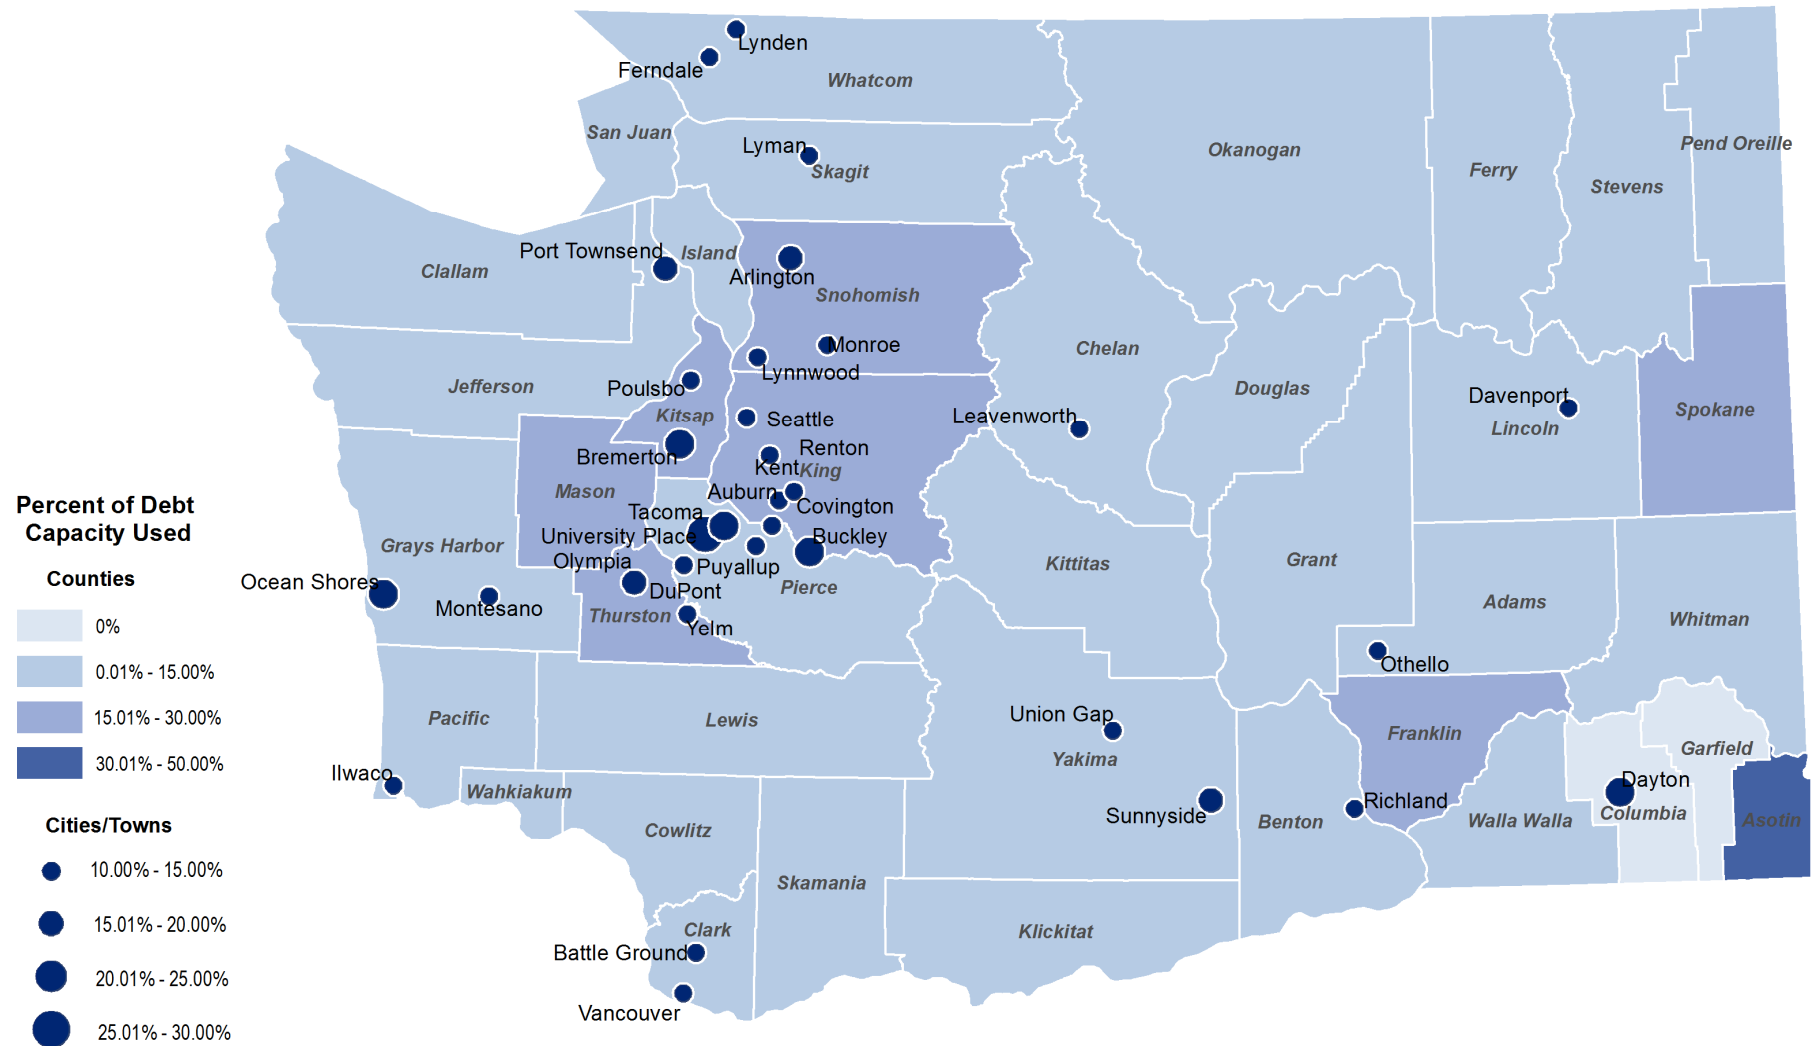 Lynden
Ferndale
Whatcom
San Juan
Lyman
Skagit
Okanogan
Ferry
Stevens
Pend Oreille
Port Townsend
Island
Clallam
Arlington
Snohomish
Monroe
Lynnwood
Chelan
Douglas
Jefferson
Poulsbo
Kitsap
Seattle
Leavenworth
Davenport
Lincoln
Spokane
Bremerton
Renton
Kent
King
Mason
Auburn
Covington
Tacoma
University Place
Buckley
Grays Harbor
Olympia
Puyallup
Pierce
Kittitas
Grant
Adams
Whitman
Ocean Shores
Montesano
DuPont
Thurston
Yelm
Othello
Pacific
Lewis
Union Gap
Yakima
Franklin
Garfield
Ilwaco
Wahkiakum
Sunnyside
Richland
Dayton
Columbia
Asotin
Cowlitz
Benton
Walla Walla
Skamania
Clark
Klickitat
Battle Ground
Vancouver
Percent of Debt
Capacity Used
Counties
0%
0.01% - 15.00%
15.01% - 30.00%
30.01% - 50.00%
Cities/Towns
10.00% - 15.00%
15.01% - 20.00%
20.01% - 25.00%
25.01% - 30.00%